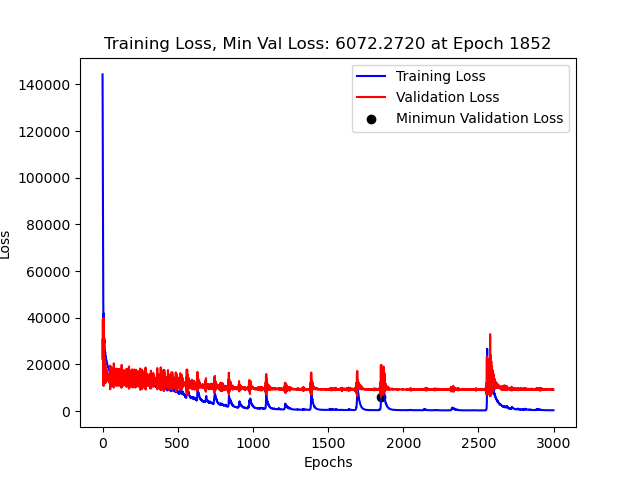 Training Loss, Min Val Loss: 6072.2720 at Epoch 1852
Training Loss
Validation Loss
Minimun Validation Loss
140000
120000
100000
80000
60000
40000
20000
0
Loss
0
500
1000
1500
2000
2500
3000
Epochs